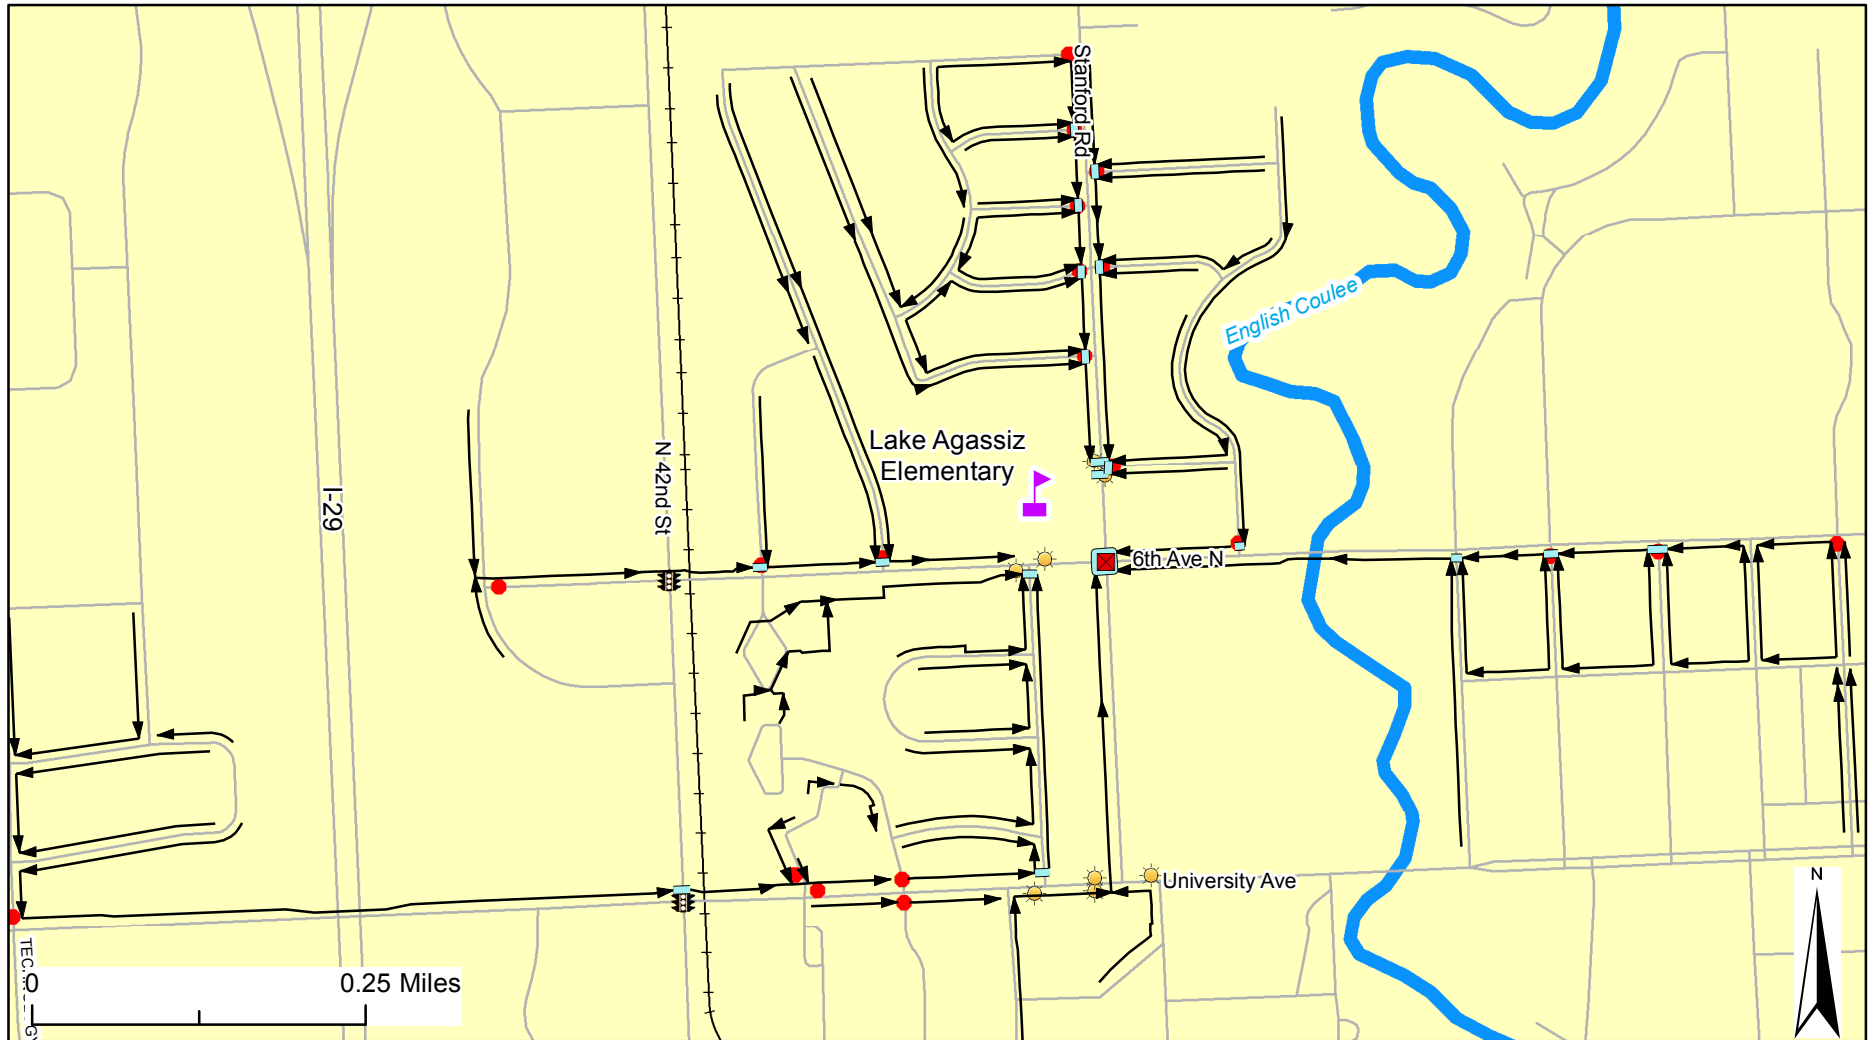 Stanford Rd
English Coulee
Lake Agassiz
Elementary
N 42nd St
I-29
6th Ave N
University Ave
N
0
0.25 Miles